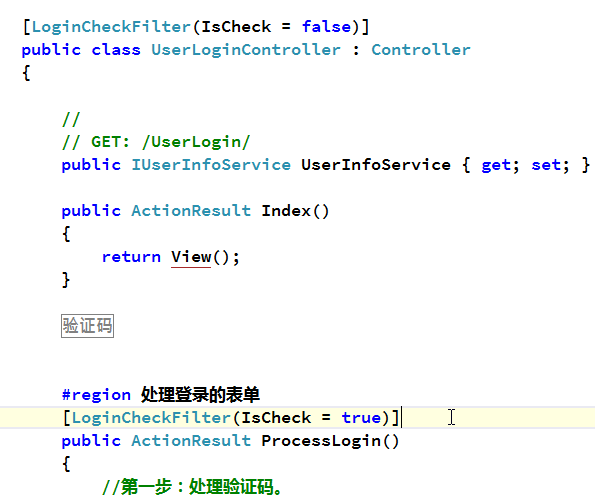 [LoginCheckFilter(IsCheck = false)]
public class UserLoginController : Controller
{
//
// GET: /UserLogin/
public IUserInfoService UserInfoService { get; set; }
public ActionResult Index()
{
return View();
}
验证码
#region 处理登录的表单
[LoginCheckFilter(IsCheck = true)]
public ActionResult ProcessLogin()
{
//第一步：处理验证码。